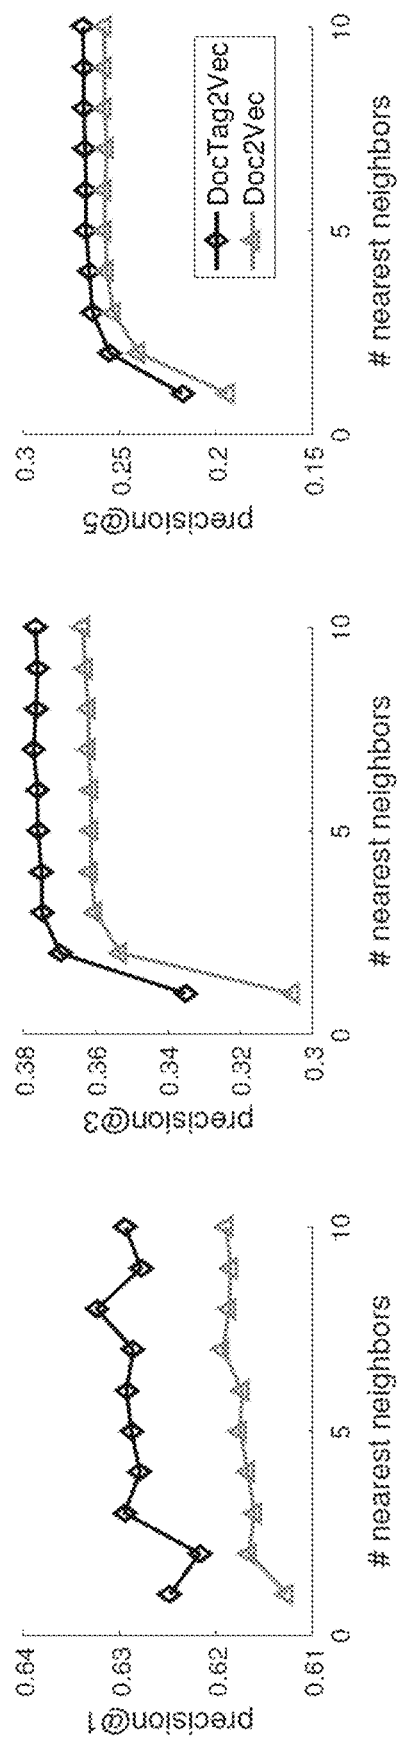 0.64
0.63
0.62
0.61
precision@1
0
5
10
# nearest neighbors
0.38
0.36
0.34
0.32
0.3
precision@3
0
5
10
# nearest neighbors
0.3
0.25
0.2
0.15
precision@5
0
5
10
# nearest neighbors
DocTag2Vec
Doc2Vec